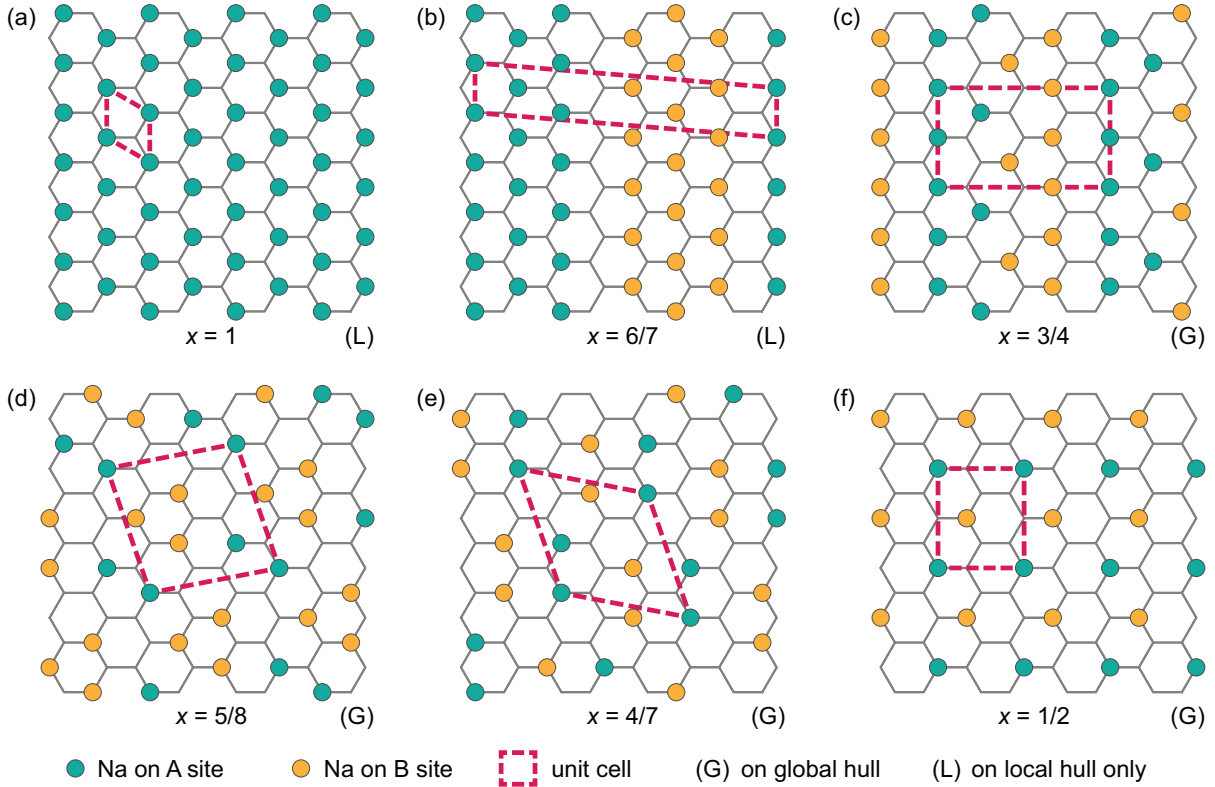 (a) (b) (c)
x = 1 (L) x = 6/7 (L) x = 3/4 (G)
(d) (e) (f)
x = 5/8 (G) x = 4/7 (G) x = 1/2 (G)
Na on A site Na on B site unit cell (G) on global hull (L) on local hull only